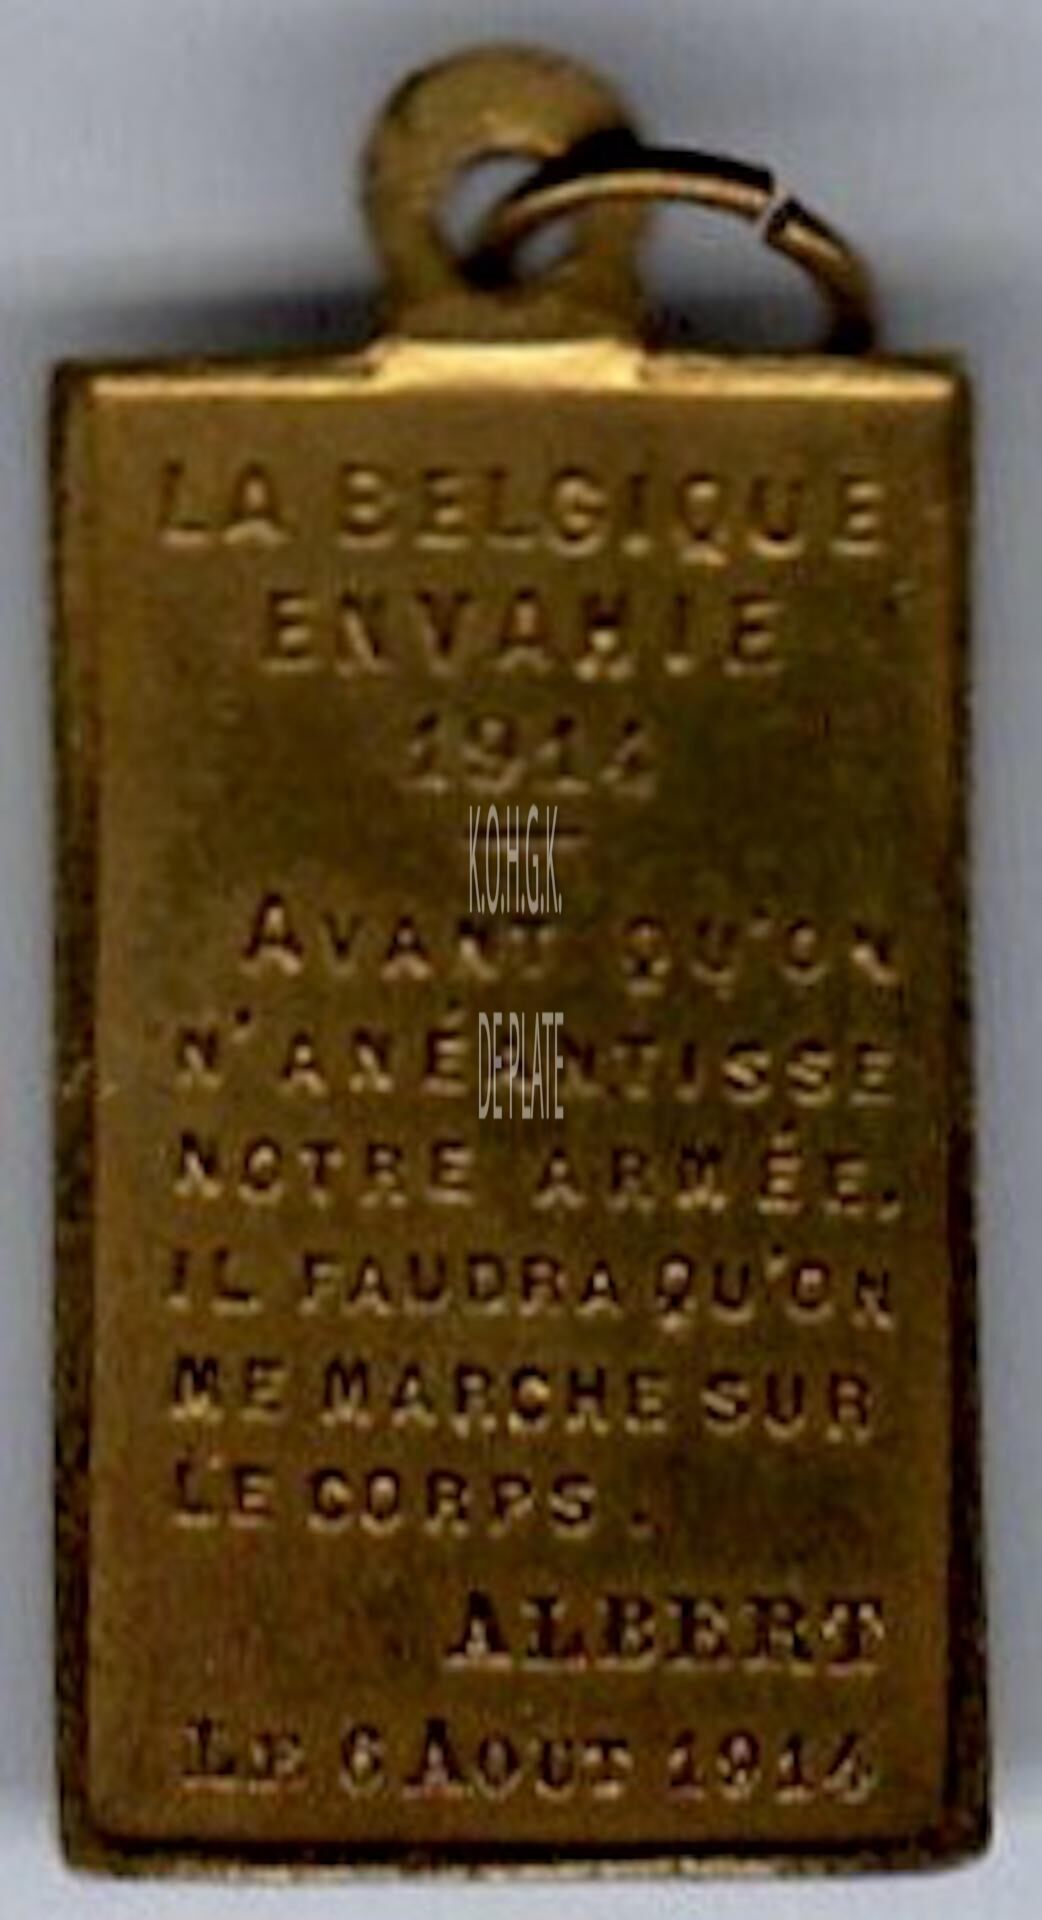 LA BELGIQUE
ENVAHIE
1914
K.O.H.G.K.
AVANT QU'ON
N'ANÉANTISSE
DE PLATE
NOTRE ARMÉE,
IL FAUDRA QU'ON
ME MARCHE SUR
LE CORPS.
ALBERT
LE 6 AOUT 1914